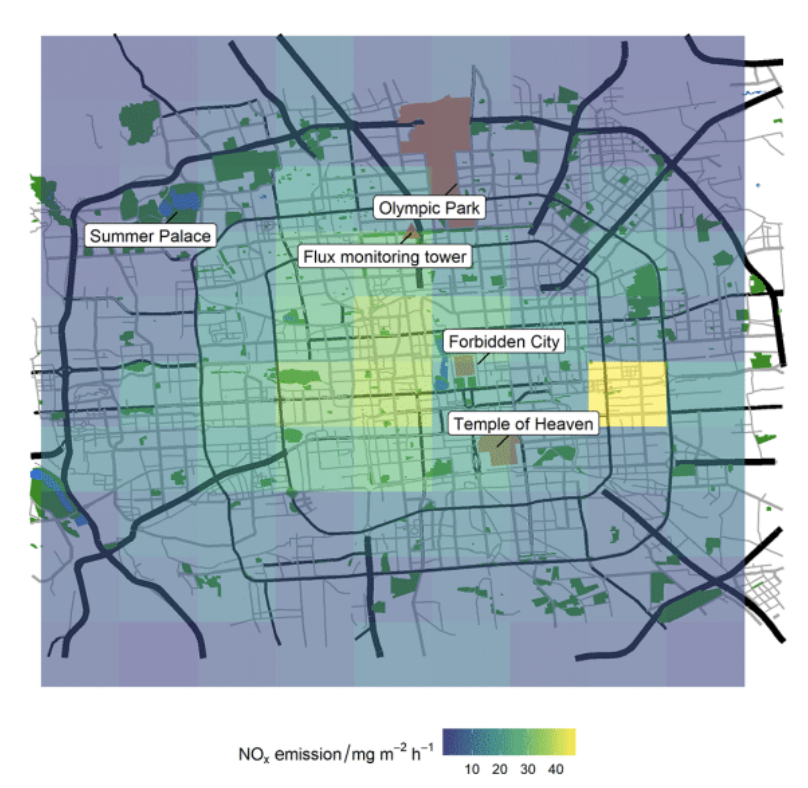 Olympic Park
Summer Palace
Flux monitoring tower
Forbidden City
Temple of Heaven
NOₓ emission/mg m⁻² h⁻¹
10 20 30 40